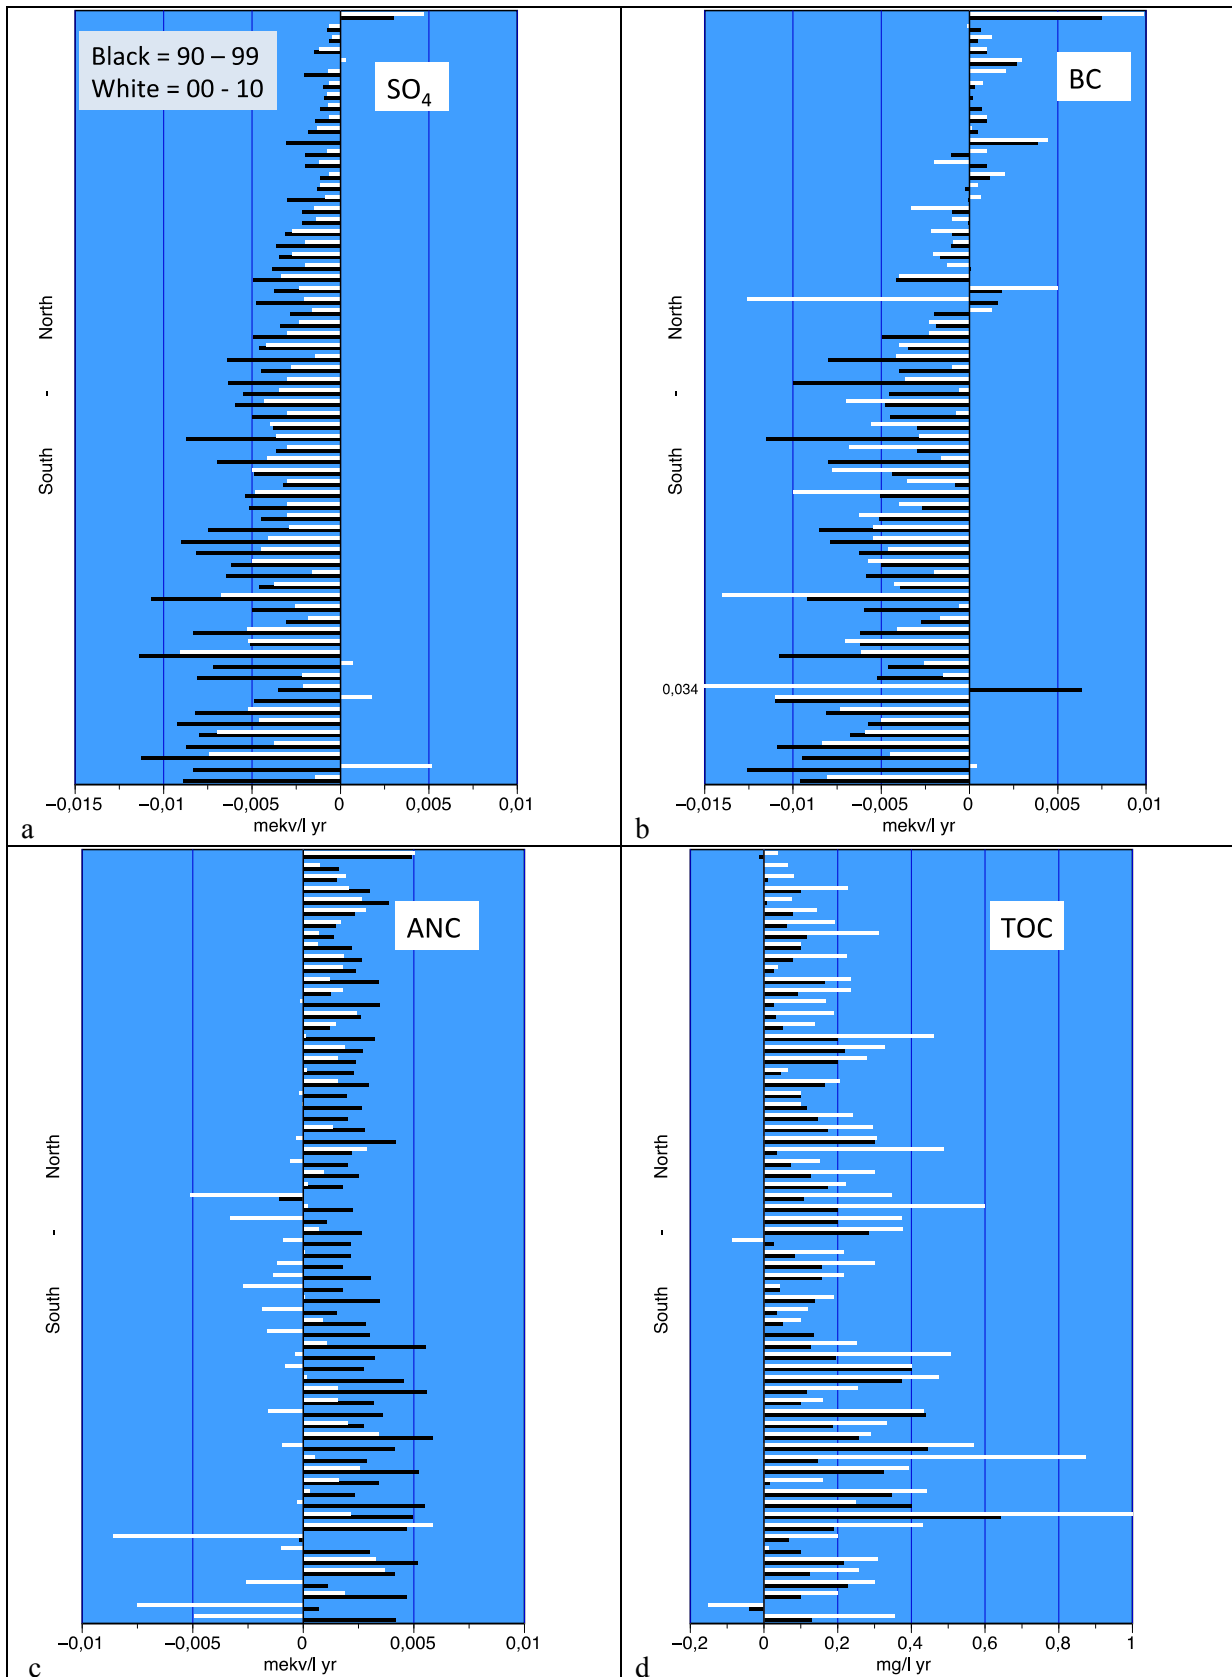 Black = 90 – 99
White = 00 - 10
SO₄
North
-
South
−0,015 −0,01 −0,005 0 0,005 0,01
mekv/l yr
a
BC
North
-
South
0,034
−0,015 −0,01 −0,005 0 0,005 0,01
mekv/l yr
b
ANC
North
-
South
−0,01 −0,005 0 0,005 0,01
mekv/l yr
c
TOC
North
-
South
−0,2 0 0,2 0,4 0,6 0,8 1
mg/l yr
d